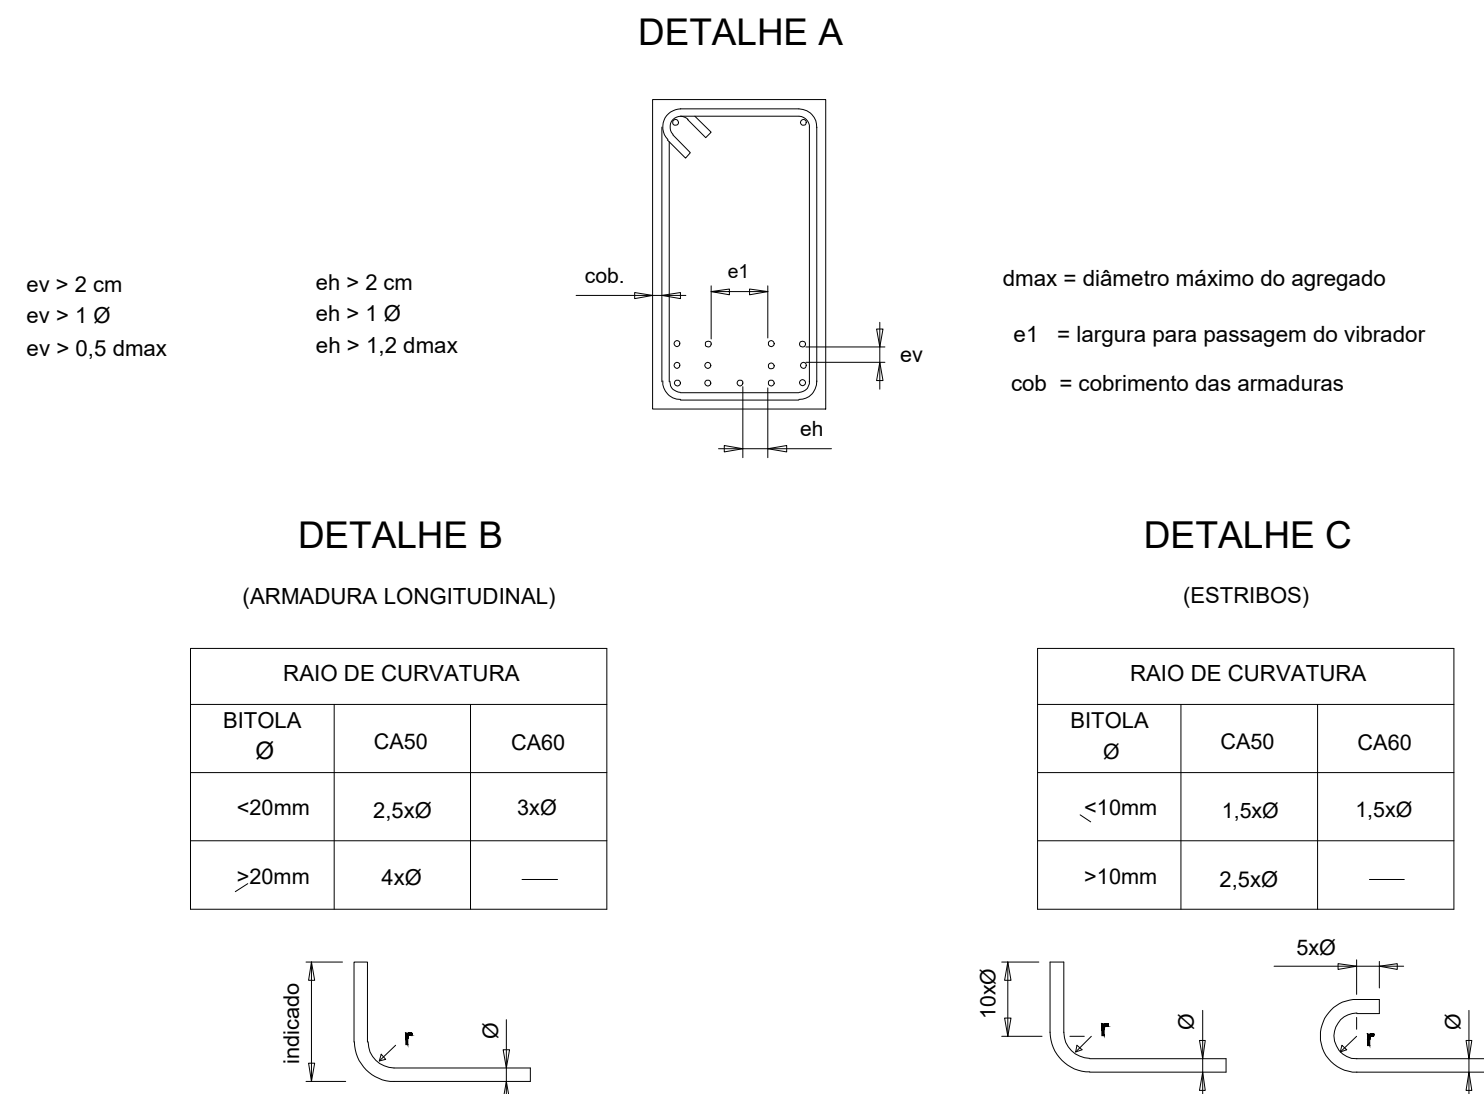 DETALHE A
ev > 2 cm
ev > 1 Ø
ev > 0,5 dmax
eh > 2 cm
eh > 1 Ø
eh > 1,2 dmax
cob.
e1
ev
eh
dmax = diâmetro máximo do agregado
e1 = largura para passagem do vibrador
cob = cobrimento das armaduras
DETALHE B
(ARMADURA LONGITUDINAL)
RAIO DE CURVATURA
BITOLA Ø CA50 CA60
<20mm 2,5xØ 3xØ
≥20mm 4xØ —
indicado
r
Ø
DETALHE C
(ESTRIBOS)
RAIO DE CURVATURA
BITOLA Ø CA50 CA60
≤10mm 1,5xØ 1,5xØ
>10mm 2,5xØ —
10xØ
r
Ø
5xØ
r
Ø